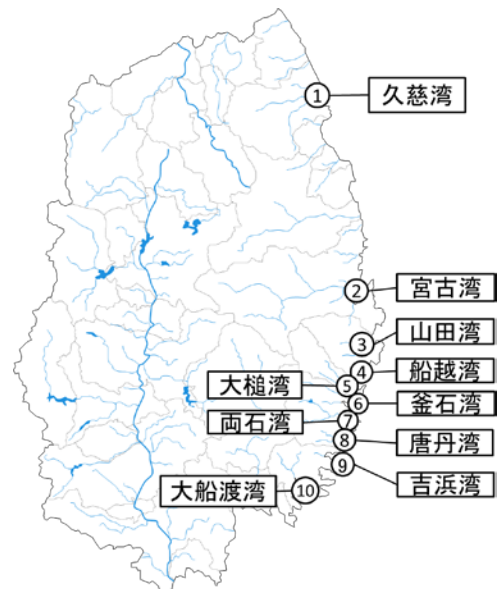 ① 久慈湾
② 宮古湾
③ 山田湾
④ 船越湾
大槌湾 ⑤
⑥ 釜石湾
両石湾 ⑦
⑧ 唐丹湾
⑨ 吉浜湾
大船渡湾 ⑩